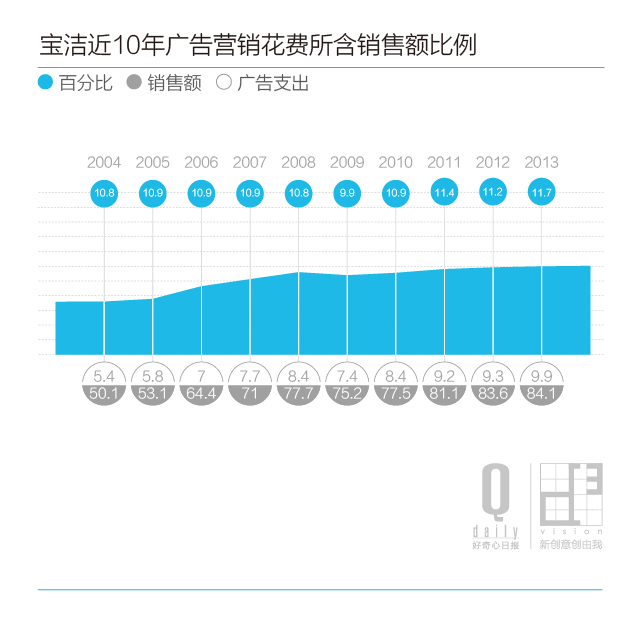 宝洁近10年广告营销花费所含销售额比例
百分比 销售额 广告支出
2004 2005 2006 2007 2008 2009 2010 2011 2012 2013
10.8 10.9 10.9 10.9 10.8 9.9 10.9 11.4 11.2 11.7
5.4 5.8 7 7.7 8.4 7.4 8.4 9.2 9.3 9.9
50.1 53.1 64.4 71 77.7 75.2 77.5 81.1 83.6 84.1
Q
daily vision
好奇心日报 新创意创由我